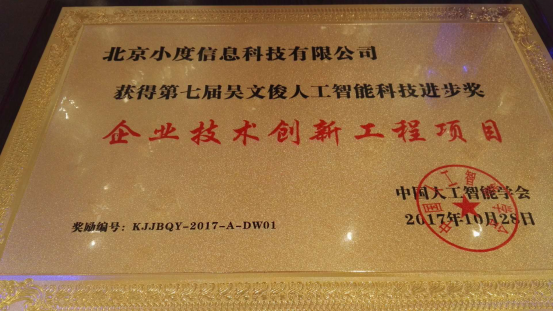 北京小度信息科技有限公司
获得第七届吴文俊人工智能科技进步奖
企业技术创新工程项目
中国人工智能学会
2017年10月28日
奖励编号：KJJBQY-2017-A-DW01